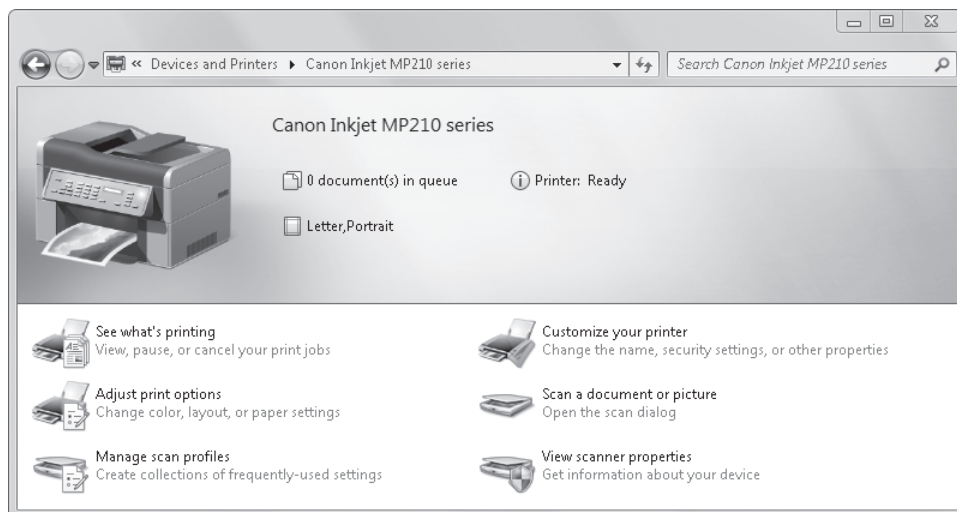 « Devices and Printers ▸ Canon Inkjet MP210 series
Search Canon Inkjet MP210 series
Canon Inkjet MP210 series
0 document(s) in queue
Printer: Ready
Letter,Portrait
See what's printing
View, pause, or cancel your print jobs
Customize your printer
Change the name, security settings, or other properties
Adjust print options
Change color, layout, or paper settings
Scan a document or picture
Open the scan dialog
Manage scan profiles
Create collections of frequently-used settings
View scanner properties
Get information about your device